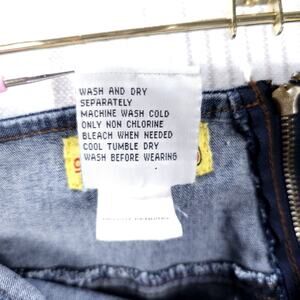 WASH AND DRY
SEPARATELY
MACHINE WASH COLD
ONLY NON CHLORINE
BLEACH WHEN NEEDED
COOL TUMBLE DRY
WASH BEFORE WEARING